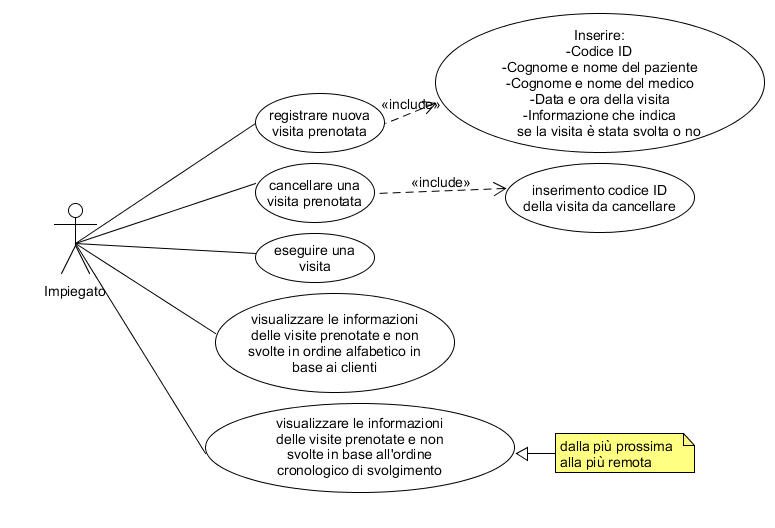 Inserire:
-Codice ID
-Cognome e nome del paziente
-Cognome e nome del medico
-Data e ora della visita
-Informazione che indica
se la visita è stata svolta o no
«include»
registrare nuova
visita prenotata
«include»
cancellare una
visita prenotata
inserimento codice ID
della visita da cancellare
eseguire una
visita
Impiegato
visualizzare le informazioni
delle visite prenotate e non
svolte in ordine alfabetico in
base ai clienti
visualizzare le informazioni
delle visite prenotate e non
svolte in base all'ordine
cronologico di svolgimento
dalla più prossima
alla più remota